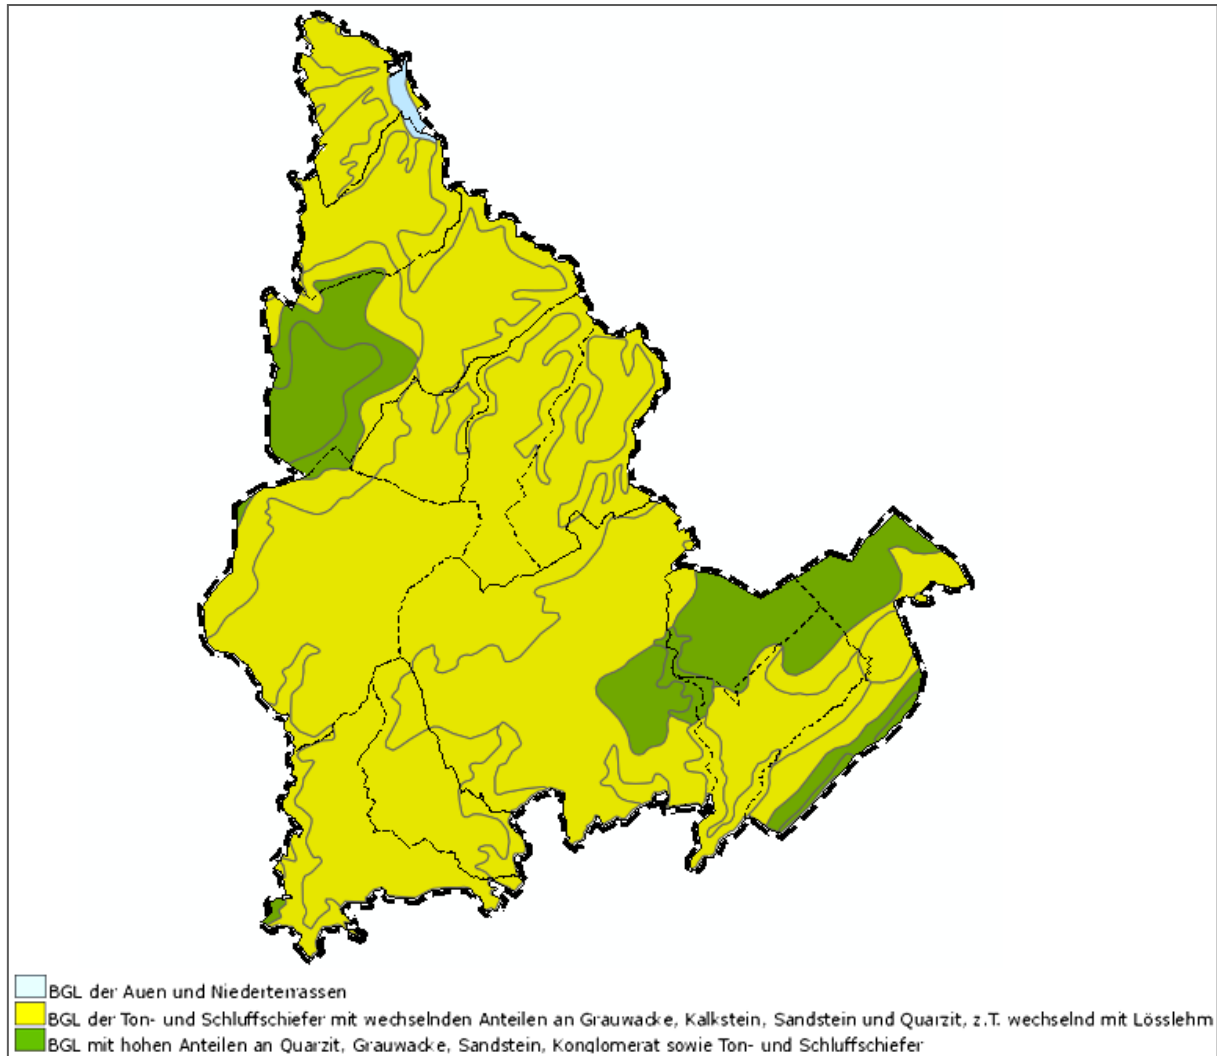 BGL der Auen und Niederterrassen
BGL der Ton- und Schluffschiefer mit wechselnden Anteilen an Grauwacke, Kalkstein, Sandstein und Quarzit, z.T. wechselnd mit Lösslehm
BGL mit hohen Anteilen an Quarzit, Grauwacke, Sandstein, Konglomerat sowie Ton- und Schluffschiefer